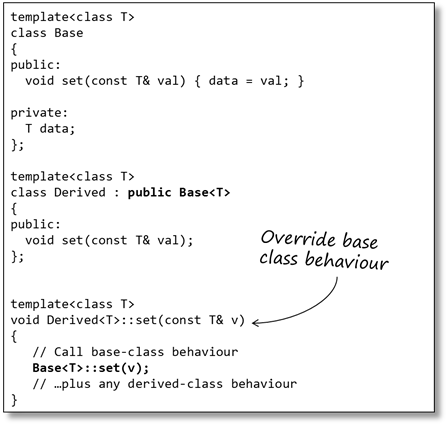 template<class T>
class Base
{
public:
  void set(const T& val) { data = val; }

private:
  T data;
};

template<class T>
class Derived : public Base<T>
{
public:
  void set(const T& val);
};

Override base
class behaviour

template<class T>
void Derived<T>::set(const T& v)
{
   // Call base-class behaviour
   Base<T>::set(v);
   // …plus any derived-class behaviour
}